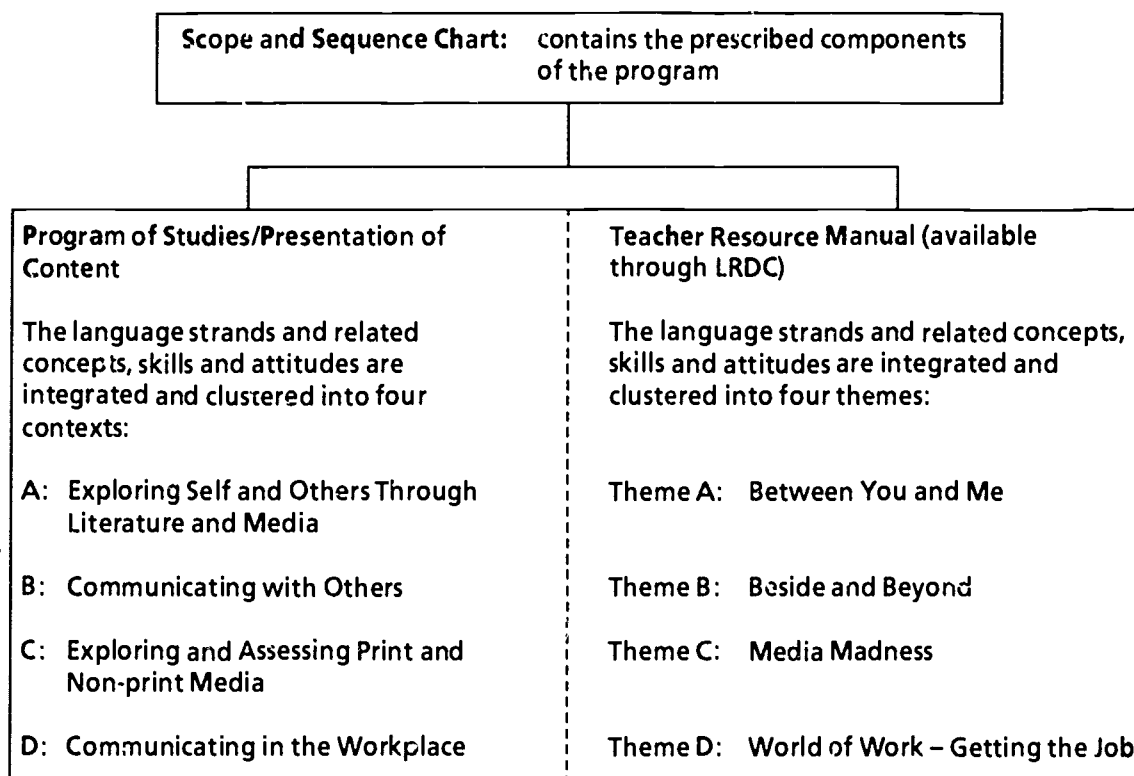 Scope and Sequence Chart: contains the prescribed components
of the program
Program of Studies/Presentation of
Content
The language strands and related
concepts, skills and attitudes are
integrated and clustered into four
contexts:
A: Exploring Self and Others Through
Literature and Media
B: Communicating with Others
C: Exploring and Assessing Print and
Non-print Media
D: Communicating in the Workplace
Teacher Resource Manual (available
through LRDC)
The language strands and related concepts,
skills and attitudes are integrated and
clustered into four themes:
Theme A: Between You and Me
Theme B: Beside and Beyond
Theme C: Media Madness
Theme D: World of Work – Getting the Job